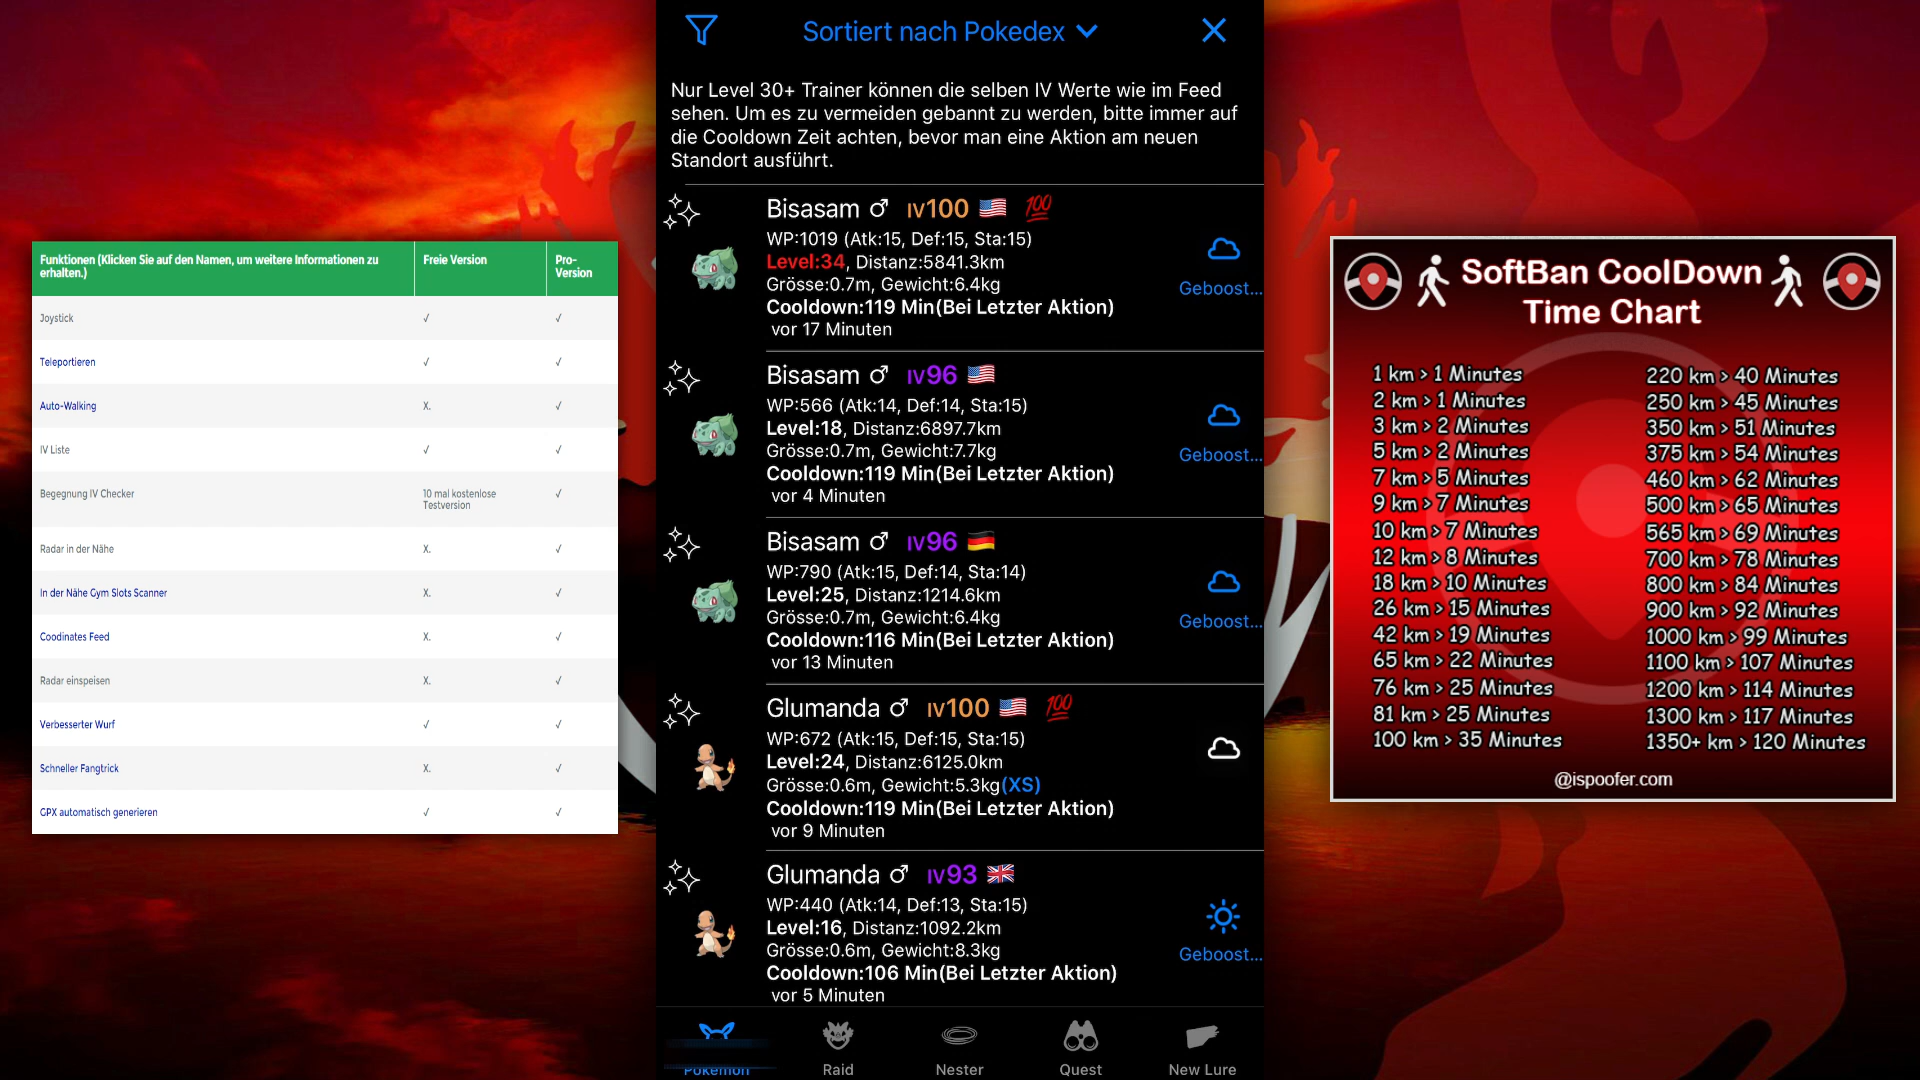 Funktionen (Klicken Sie auf den Namen, um weitere Informationen zu
erhalten.)
Freie Version
Pro-
Version
Joystick √ √
Teleportieren √ √
Auto-Walking X. √
IV Liste √ √
Begegnung IV Checker 10 mal kostenlose √
Testversion
Radar in der Nähe X. √
In der Nähe Gym Slots Scanner X. √
Coodinates Feed X. √
Radar einspeisen X. √
Verbesserter Wurf √ √
Schneller Fangtrick X. √
GPX automatisch generieren √ √
Sortiert nach Pokedex
Nur Level 30+ Trainer können die selben IV Werte wie im Feed
sehen. Um es zu vermeiden gebannt zu werden, bitte immer auf
die Cooldown Zeit achten, bevor man eine Aktion am neuen
Standort ausführt.
Bisasam ♂ IV100 🇺🇸 💯
WP:1019 (Atk:15, Def:15, Sta:15)
Level:34, Distanz:5841.3km
Grösse:0.7m, Gewicht:6.4kg
Geboost...
Cooldown:119 Min(Bei Letzter Aktion)
vor 17 Minuten
Bisasam ♂ IV96 🇺🇸
WP:566 (Atk:14, Def:14, Sta:15)
Level:18, Distanz:6897.7km
Grösse:0.7m, Gewicht:7.7kg
Geboost...
Cooldown:119 Min(Bei Letzter Aktion)
vor 4 Minuten
Bisasam ♂ IV96 🇩🇪
WP:790 (Atk:15, Def:14, Sta:14)
Level:25, Distanz:1214.6km
Grösse:0.7m, Gewicht:6.4kg
Geboost...
Cooldown:116 Min(Bei Letzter Aktion)
vor 13 Minuten
Glumanda ♂ IV100 🇺🇸 💯
WP:672 (Atk:15, Def:15, Sta:15)
Level:24, Distanz:6125.0km
Grösse:0.6m, Gewicht:5.3kg(XS)
Cooldown:119 Min(Bei Letzter Aktion)
vor 9 Minuten
Glumanda ♂ IV93 🇬🇧
WP:440 (Atk:14, Def:13, Sta:15)
Level:16, Distanz:1092.2km
Grösse:0.6m, Gewicht:8.3kg
Geboost...
Cooldown:106 Min(Bei Letzter Aktion)
vor 5 Minuten
Pokemon
Raid
Nester
Quest
New Lure
SoftBan CoolDown
Time Chart
1 km > 1 Minutes
2 km > 1 Minutes
3 km > 2 Minutes
5 km > 2 Minutes
7 km > 5 Minutes
9 km > 7 Minutes
10 km > 7 Minutes
12 km > 8 Minutes
18 km > 10 Minutes
26 km > 15 Minutes
42 km > 19 Minutes
65 km > 22 Minutes
76 km > 25 Minutes
81 km > 25 Minutes
100 km > 35 Minutes
220 km > 40 Minutes
250 km > 45 Minutes
350 km > 51 Minutes
375 km > 54 Minutes
460 km > 62 Minutes
500 km > 65 Minutes
565 km > 69 Minutes
700 km > 78 Minutes
800 km > 84 Minutes
900 km > 92 Minutes
1000 km > 99 Minutes
1100 km > 107 Minutes
1200 km > 114 Minutes
1300 km > 117 Minutes
1350+ km > 120 Minutes
@ispoofer.com